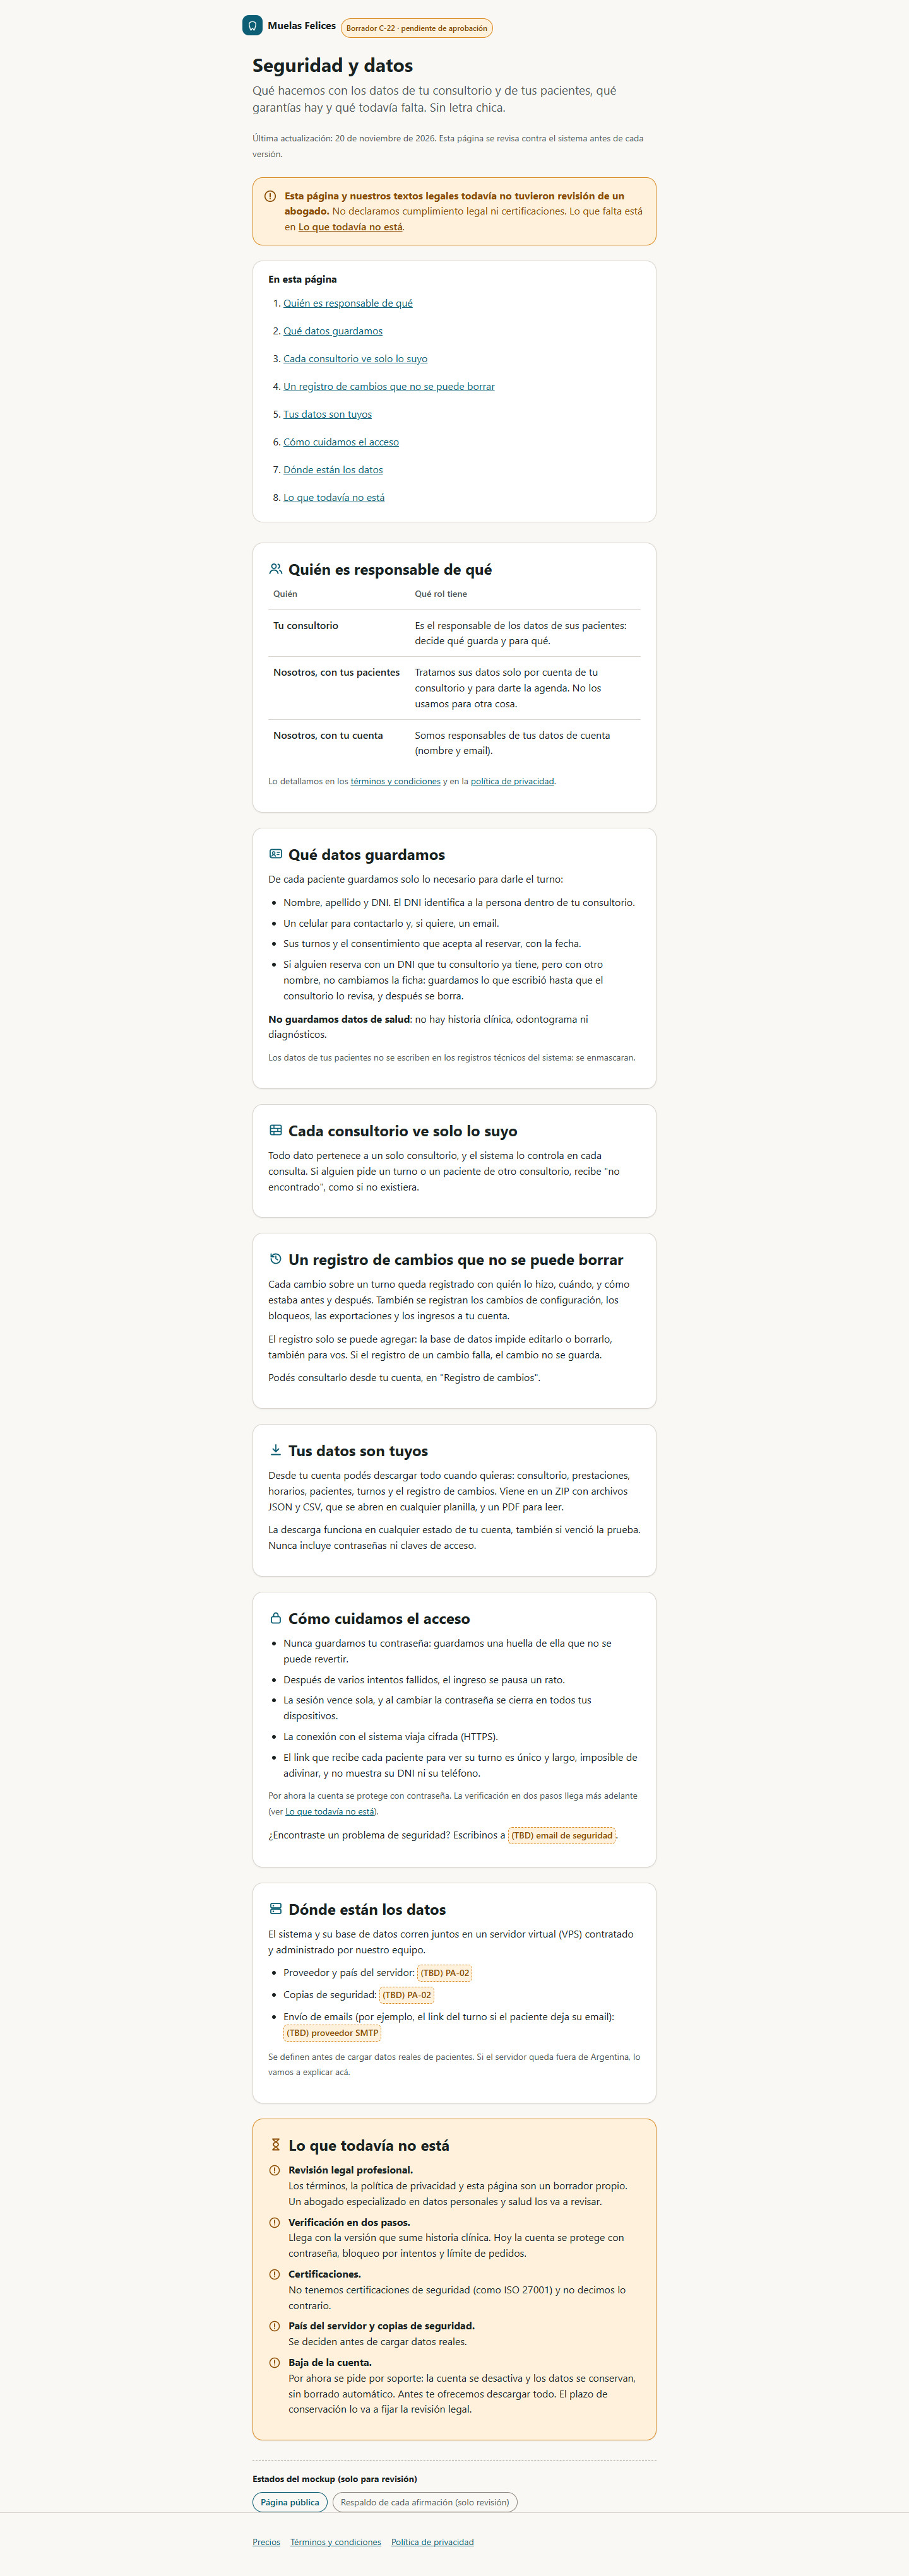 Muelas Felices
Borrador C-22 · pendiente de aprobación
Seguridad y datos
Qué hacemos con los datos de tu consultorio y de tus pacientes, qué
garantías hay y qué todavía falta. Sin letra chica.
Última actualización: 20 de noviembre de 2026. Esta página se revisa contra el sistema antes de cada
versión.
Esta página y nuestros textos legales todavía no tuvieron revisión de un
abogado. No declaramos cumplimiento legal ni certificaciones. Lo que falta está
en Lo que todavía no está.
En esta página
1. Quién es responsable de qué
2. Qué datos guardamos
3. Cada consultorio ve solo lo suyo
4. Un registro de cambios que no se puede borrar
5. Tus datos son tuyos
6. Cómo cuidamos el acceso
7. Dónde están los datos
8. Lo que todavía no está
Quién es responsable de qué
Quién
Qué rol tiene
Tu consultorio
Es el responsable de los datos de sus pacientes:
decide qué guarda y para qué.
Nosotros, con tus pacientes
Tratamos sus datos solo por cuenta de tu
consultorio y para darte la agenda. No los
usamos para otra cosa.
Nosotros, con tu cuenta
Somos responsables de tus datos de cuenta
(nombre y email).
Lo detallamos en los términos y condiciones y en la política de privacidad.
Qué datos guardamos
De cada paciente guardamos solo lo necesario para darle el turno:
• Nombre, apellido y DNI. El DNI identifica a la persona dentro de tu consultorio.
• Un celular para contactarlo y, si quiere, un email.
• Sus turnos y el consentimiento que acepta al reservar, con la fecha.
• Si alguien reserva con un DNI que tu consultorio ya tiene, pero con otro
nombre, no cambiamos la ficha: guardamos lo que escribió hasta que el
consultorio lo revisa, y después se borra.
No guardamos datos de salud: no hay historia clínica, odontograma ni
diagnósticos.
Los datos de tus pacientes no se escriben en los registros técnicos del sistema: se enmascaran.
Cada consultorio ve solo lo suyo
Todo dato pertenece a un solo consultorio, y el sistema lo controla en cada
consulta. Si alguien pide un turno o un paciente de otro consultorio, recibe "no
encontrado", como si no existiera.
Un registro de cambios que no se puede borrar
Cada cambio sobre un turno queda registrado con quién lo hizo, cuándo, y cómo
estaba antes y después. También se registran los cambios de configuración, los
bloqueos, las exportaciones y los ingresos a tu cuenta.
El registro solo se puede agregar: la base de datos impide editarlo o borrarlo,
también para vos. Si el registro de un cambio falla, el cambio no se guarda.
Podés consultarlo desde tu cuenta, en "Registro de cambios".
Tus datos son tuyos
Desde tu cuenta podés descargar todo cuando quieras: consultorio, prestaciones,
horarios, pacientes, turnos y el registro de cambios. Viene en un ZIP con archivos
JSON y CSV, que se abren en cualquier planilla, y un PDF para leer.
La descarga funciona en cualquier estado de tu cuenta, también si venció la prueba.
Nunca incluye contraseñas ni claves de acceso.
Cómo cuidamos el acceso
• Nunca guardamos tu contraseña: guardamos una huella de ella que no se
puede revertir.
• Después de varios intentos fallidos, el ingreso se pausa un rato.
• La sesión vence sola, y al cambiar la contraseña se cierra en todos tus
dispositivos.
• La conexión con el sistema viaja cifrada (HTTPS).
• El link que recibe cada paciente para ver su turno es único y largo, imposible de
adivinar, y no muestra su DNI ni su teléfono.
Por ahora la cuenta se protege con contraseña. La verificación en dos pasos llega más adelante
(ver Lo que todavía no está).
¿Encontraste un problema de seguridad? Escribinos a (TBD) email de seguridad.
Dónde están los datos
El sistema y su base de datos corren juntos en un servidor virtual (VPS) contratado
y administrado por nuestro equipo.
• Proveedor y país del servidor: (TBD) PA-02
• Copias de seguridad: (TBD) PA-02
• Envío de emails (por ejemplo, el link del turno si el paciente deja su email):
(TBD) proveedor SMTP
Se definen antes de cargar datos reales de pacientes. Si el servidor queda fuera de Argentina, lo
vamos a explicar acá.
Lo que todavía no está
Revisión legal profesional.
Los términos, la política de privacidad y esta página son un borrador propio.
Un abogado especializado en datos personales y salud los va a revisar.
Verificación en dos pasos.
Llega con la versión que sume historia clínica. Hoy la cuenta se protege con
contraseña, bloqueo por intentos y límite de pedidos.
Certificaciones.
No tenemos certificaciones de seguridad (como ISO 27001) y no decimos lo
contrario.
País del servidor y copias de seguridad.
Se deciden antes de cargar datos reales.
Baja de la cuenta.
Por ahora se pide por soporte: la cuenta se desactiva y los datos se conservan,
sin borrado automático. Antes te ofrecemos descargar todo. El plazo de
conservación lo va a fijar la revisión legal.
Estados del mockup (solo para revisión)
Página pública
Respaldo de cada afirmación (solo revisión)
Precios
Términos y condiciones
Política de privacidad